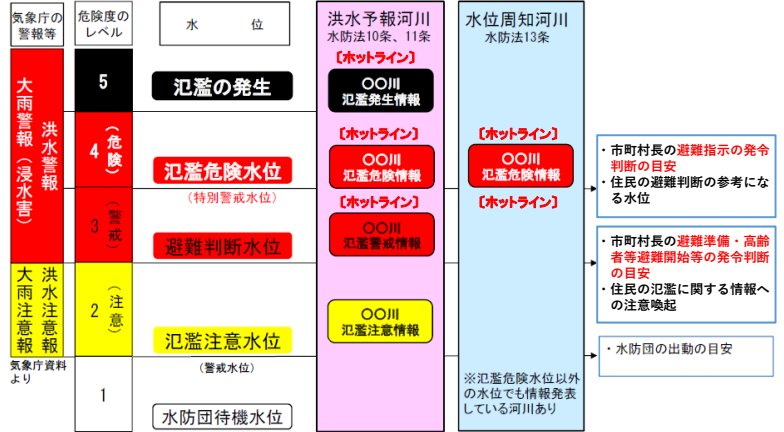 気象庁の
警報等
危険度の
レベル
水　位
洪水予報河川
水防法10条、11条
水位周知河川
水防法13条
大雨警報（浸水害）
洪水警報
大雨注意報
洪水注意報
気象庁資料
より
5
4
（危険）
3
（警戒）
2
（注意）
1
氾濫の発生
氾濫危険水位
（特別警戒水位）
避難判断水位
氾濫注意水位
（警戒水位）
水防団待機水位
〔ホットライン〕
〇〇川
氾濫発生情報
〔ホットライン〕
〇〇川
氾濫危険情報
〔ホットライン〕
〇〇川
氾濫警戒情報
〇〇川
氾濫注意情報
〔ホットライン〕
〇〇川
氾濫危険情報
〔ホットライン〕
※氾濫危険水位以外
の水位でも情報発表
している河川あり
・市町村長の避難指示の発令
判断の目安
・住民の避難判断の参考にな
る水位
・市町村長の避難準備・高齢
者等避難開始等の発令判断
の目安
・住民の氾濫に関する情報へ
の注意喚起
・水防団の出動の目安